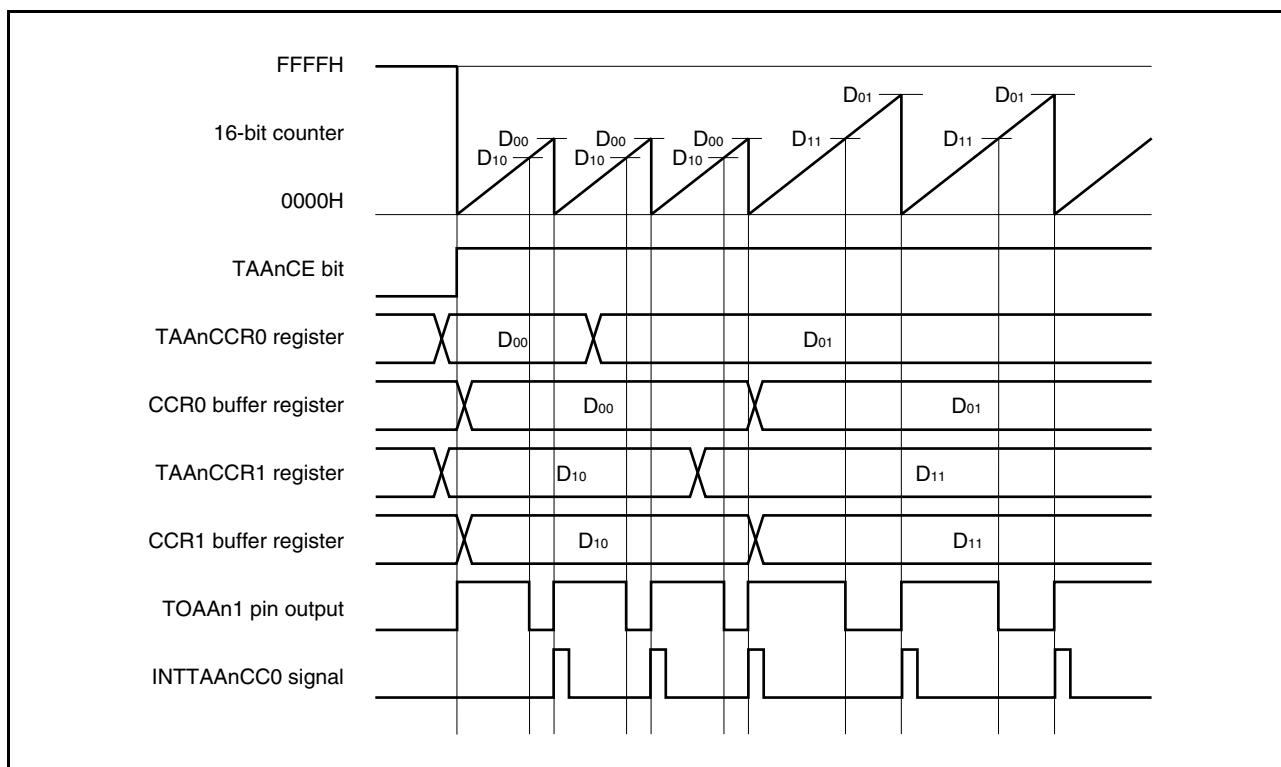 FFFFH
D01
D01
16-bit counter
D00
D00
D00
D11
D11
D10
D10
D10
0000H
TAAnCE bit
TAAnCCR0 register
D00
D01
CCR0 buffer register
D00
D01
TAAnCCR1 register
D10
D11
CCR1 buffer register
D10
D11
TOAAn1 pin output
INTTAAnCC0 signal